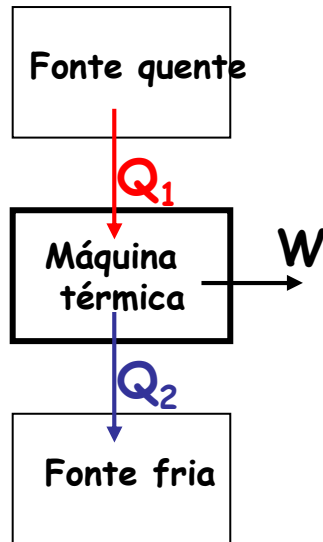 Fonte quente
Q₁
Máquina
térmica
W
Q₂
Fonte fria